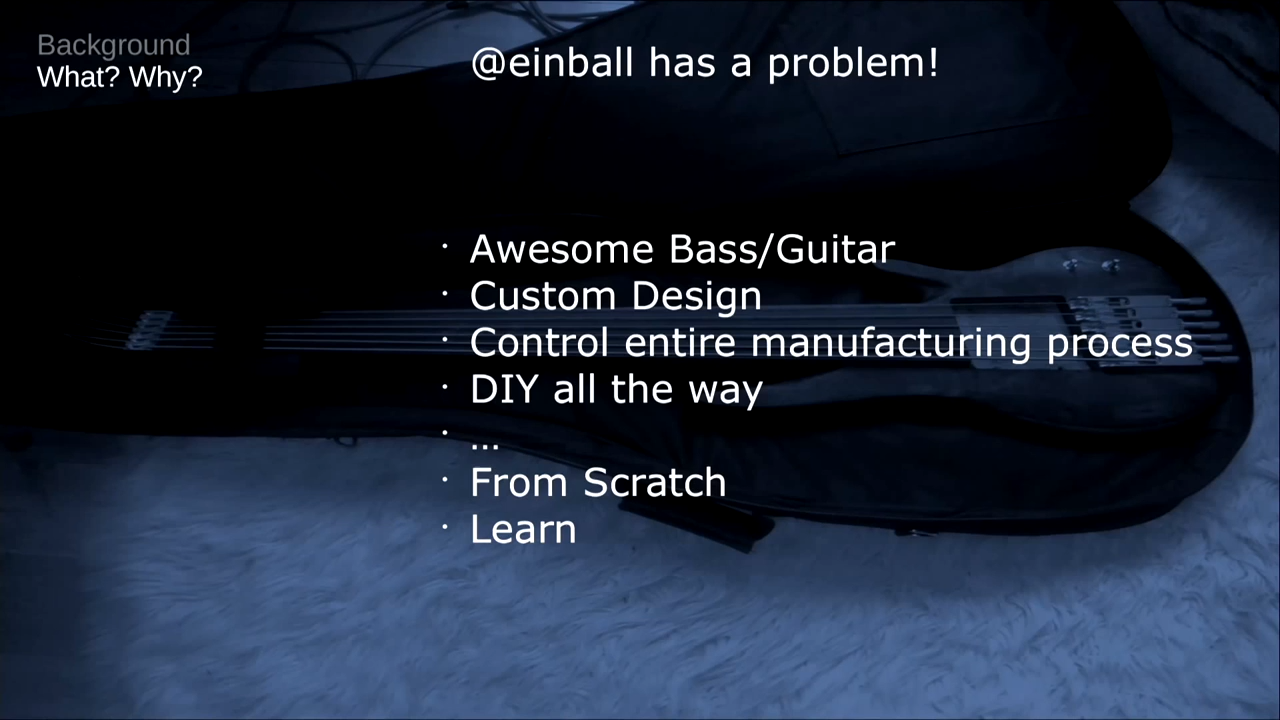 Background
What? Why?
@einball has a problem!
· Awesome Bass/Guitar
· Custom Design
· Control entire manufacturing process
· DIY all the way
· ...
· From Scratch
· Learn